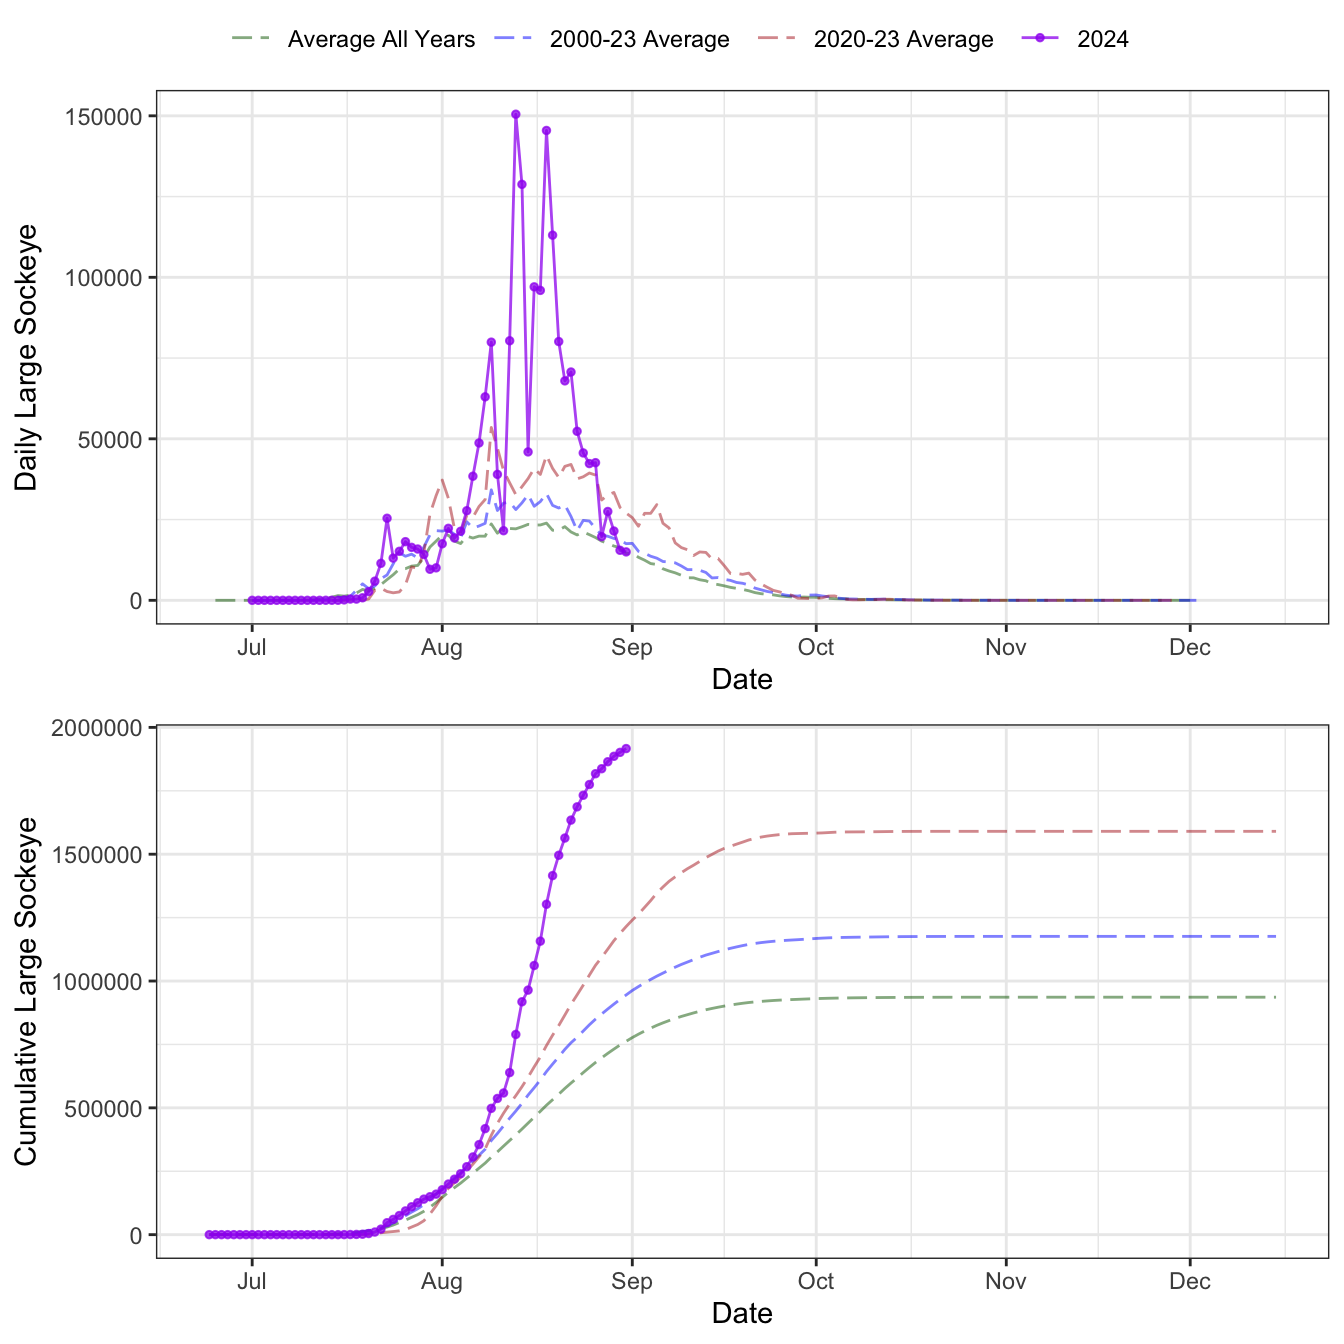 Average All Years 2000-23 Average 2020-23 Average 2024
150000
100000
50000
0
Daily Large Sockeye
Jul Aug Sep Oct Nov Dec
Date
2000000
1500000
1000000
500000
0
Cumulative Large Sockeye
Jul Aug Sep Oct Nov Dec
Date